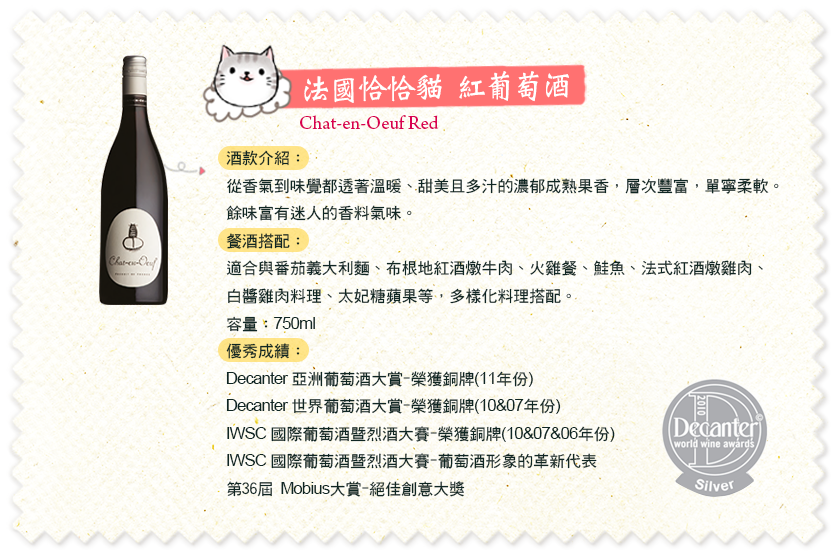 法國恰恰貓 紅葡萄酒
Chat-en-Oeuf Red
酒款介紹：
從香氣到味覺都透著溫暖、甜美且多汁的濃郁成熟果香，層次豐富，單寧柔軟。
餘味富有迷人的香料氣味。
餐酒搭配：
適合與番茄義大利麵、布根地紅酒燉牛肉、火雞餐、鮭魚、法式紅酒燉雞肉、
白醬雞肉料理、太妃糖蘋果等，多樣化料理搭配。
容量：750ml
優秀成績：
Decanter 亞洲葡萄酒大賞-榮獲銅牌(11年份)
Decanter 世界葡萄酒大賞-榮獲銅牌(10&07年份)
IWSC 國際葡萄酒暨烈酒大賽-榮獲銅牌(10&07&06年份)
IWSC 國際葡萄酒暨烈酒大賽-葡萄酒形象的革新代表
第36屆 Mobius大賞-絕佳創意大獎
Chat-en-Oeuf
PRODUCT OF FRANCE
2010
Decanter®
world wine awards
Silver